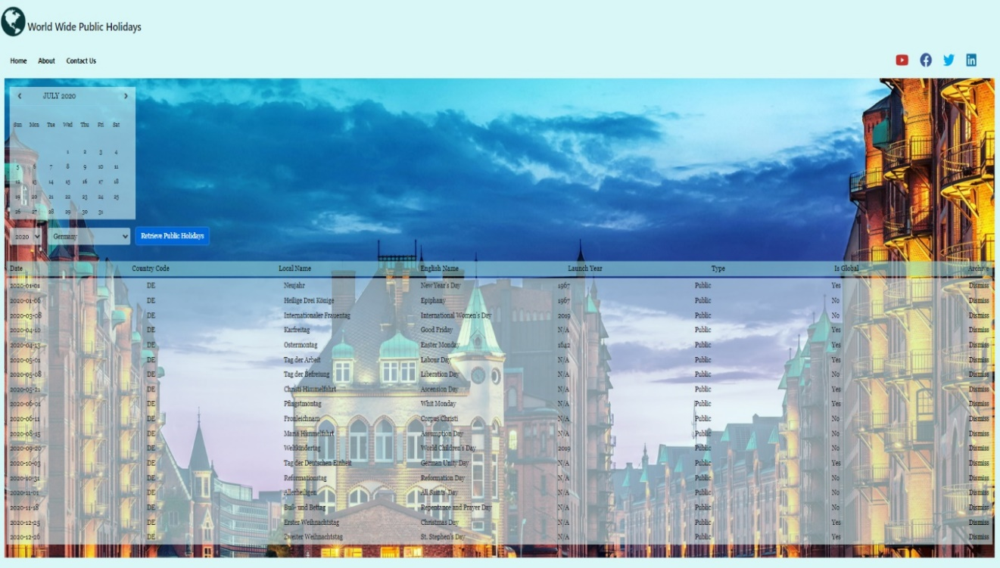 World Wide Public Holidays
Home About Contact Us
JULY 2020
Sun Mon Tue Wed Thu Fri Sat
1 2 3 4
5 6 7 8 9 10 11
12 13 14 15 16 17 18
19 20 21 22 23 24 25
26 27 28 29 30 31
2020 Germany Retrieve Public Holidays
Date Country Code Local Name English Name Launch Year Type Is Global Archive
2020-01-01 DE Neujahr New Year's Day 1967 Public Yes Dismiss
2020-01-06 DE Heilige Drei Könige Epiphany 1967 Public No Dismiss
2020-03-08 DE Internationaler Frauentag International Women's Day 2019 Public No Dismiss
2020-04-10 DE Karfreitag Good Friday N/A Public Yes Dismiss
2020-04-13 DE Ostermontag Easter Monday 1642 Public Yes Dismiss
2020-05-01 DE Tag der Arbeit Labour Day N/A Public Yes Dismiss
2020-05-08 DE Tag der Befreiung Liberation Day N/A Public No Dismiss
2020-05-21 DE Christi Himmelfahrt Ascension Day N/A Public Yes Dismiss
2020-06-01 DE Pfingstmontag Whit Monday N/A Public Yes Dismiss
2020-06-11 DE Fronleichnam Corpus Christi N/A Public No Dismiss
2020-08-15 DE Mariä Himmelfahrt Assumption Day N/A Public No Dismiss
2020-09-20 DE Weltkindertag World Children's Day 2019 Public No Dismiss
2020-10-03 DE Tag der Deutschen Einheit German Unity Day N/A Public Yes Dismiss
2020-10-31 DE Reformationstag Reformation Day N/A Public No Dismiss
2020-11-01 DE Allerheiligen All Saints' Day N/A Public No Dismiss
2020-11-18 DE Buß- und Bettag Repentance and Prayer Day N/A Public No Dismiss
2020-12-25 DE Erster Weihnachtstag Christmas Day N/A Public Yes Dismiss
2020-12-26 DE Zweiter Weihnachtstag St. Stephen's Day N/A Public Yes Dismiss